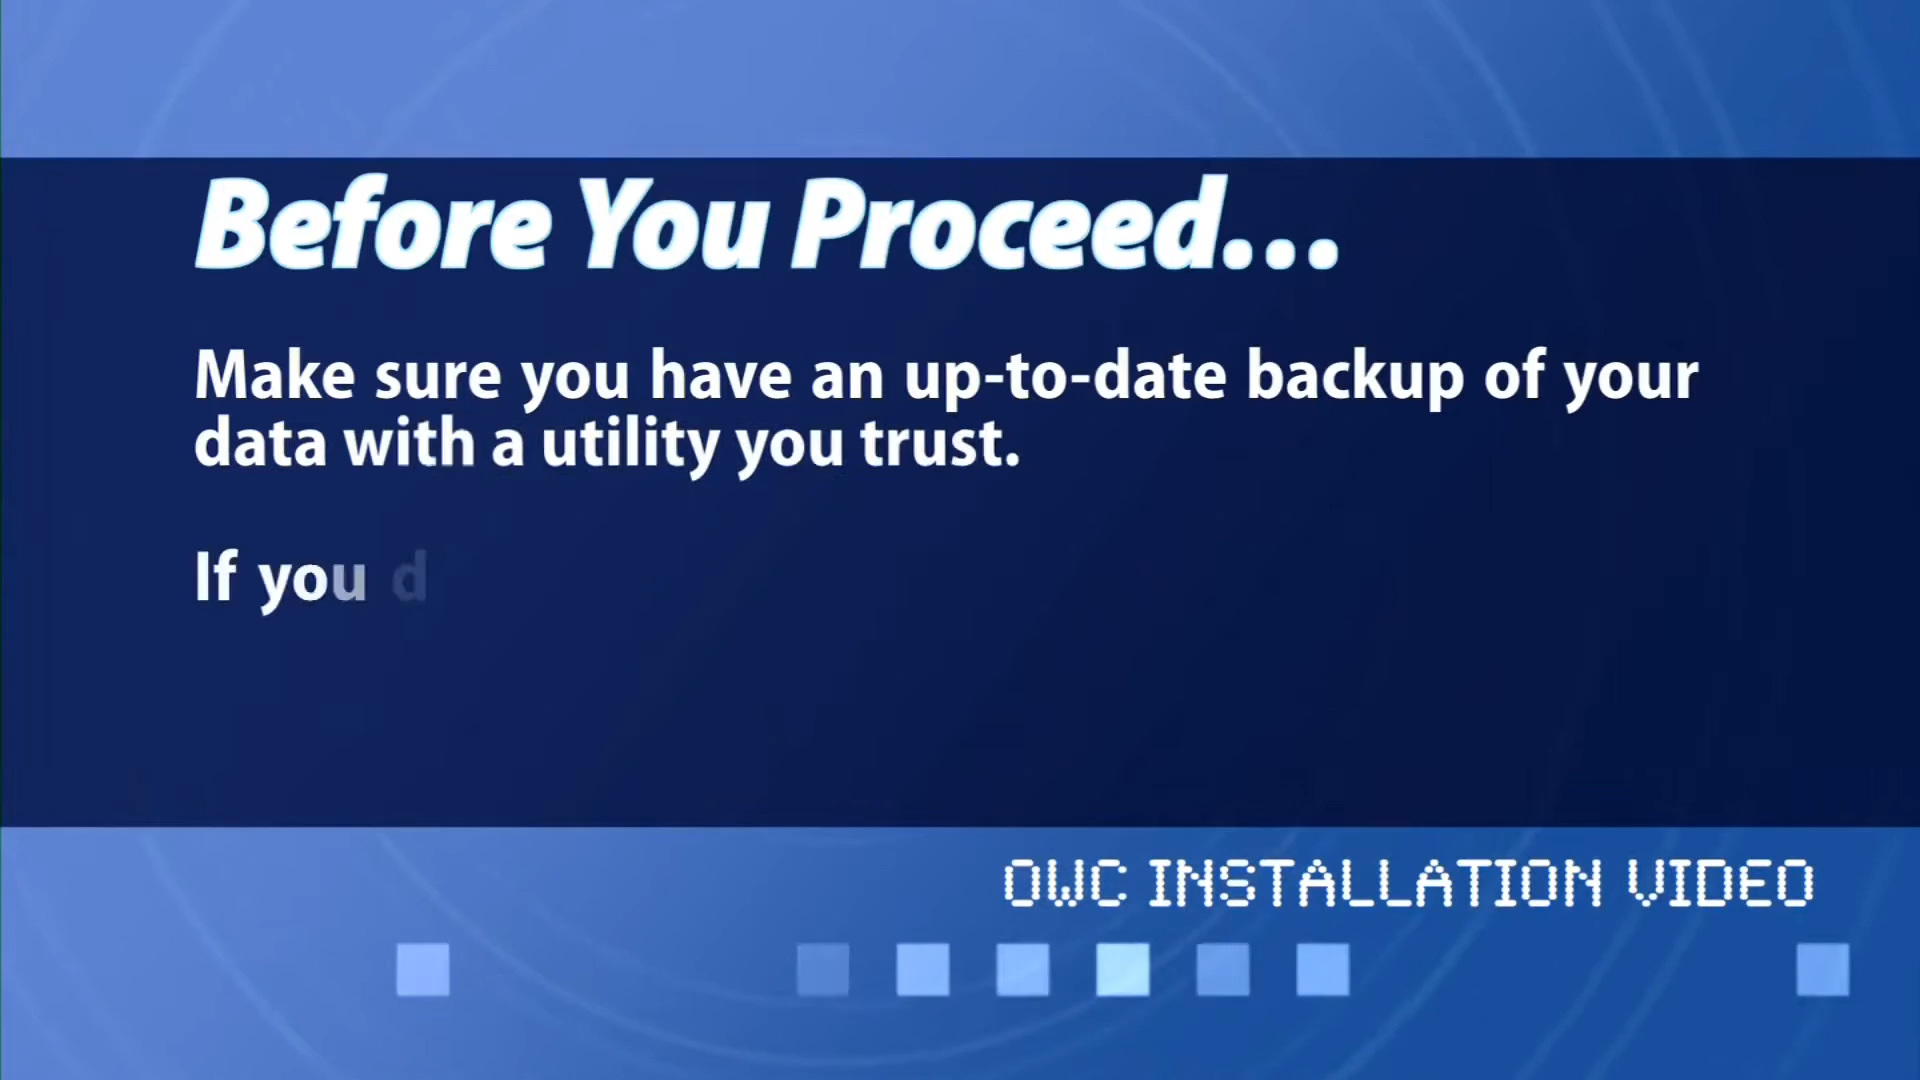 Before You Proceed...
Make sure you have an up-to-date backup of your
data with a utility you trust.
If you d
OWC INSTALLATION VIDEO